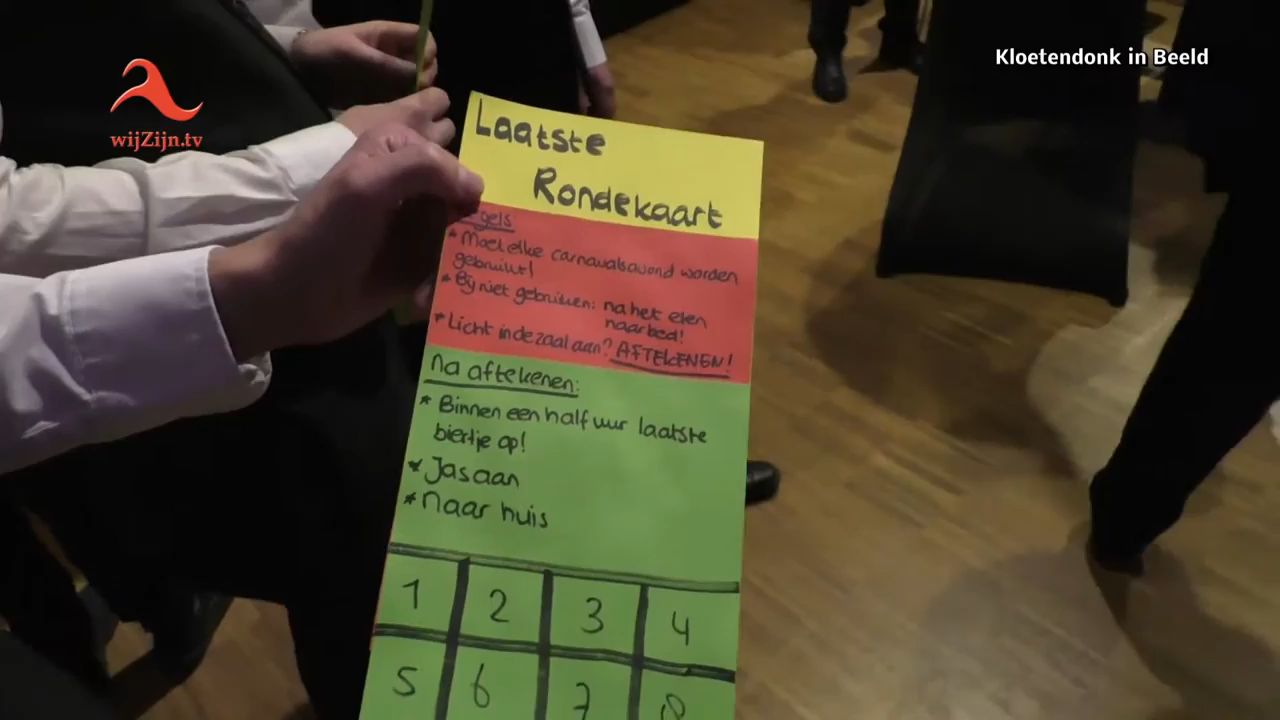 Kloetendonk in Beeld
wijZijn.tv
Laatste
Rondekaart
* Moet elke carnavalsavond worden
gebruikt!
* Bij niet gebruiken: na het eten
naar bed!
* Licht in de zaal aan? AFTEKENEN!
Na aftekenen:
* Binnen een half uur laatste
biertje op!
* Jas aan
* Naar huis
1 2 3 4
5 6 7 8